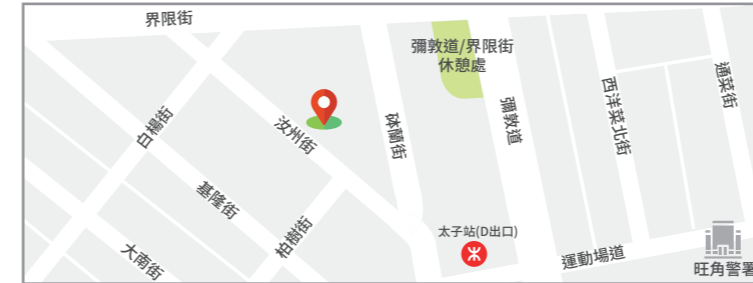 界限街
彌敦道/界限街
休憩處
白楊街
汝州街
砵蘭街
彌敦道
西洋菜北街
通菜街
基隆街
柏樹街
大南街
太子站(D出口)
運動場道
旺角警署